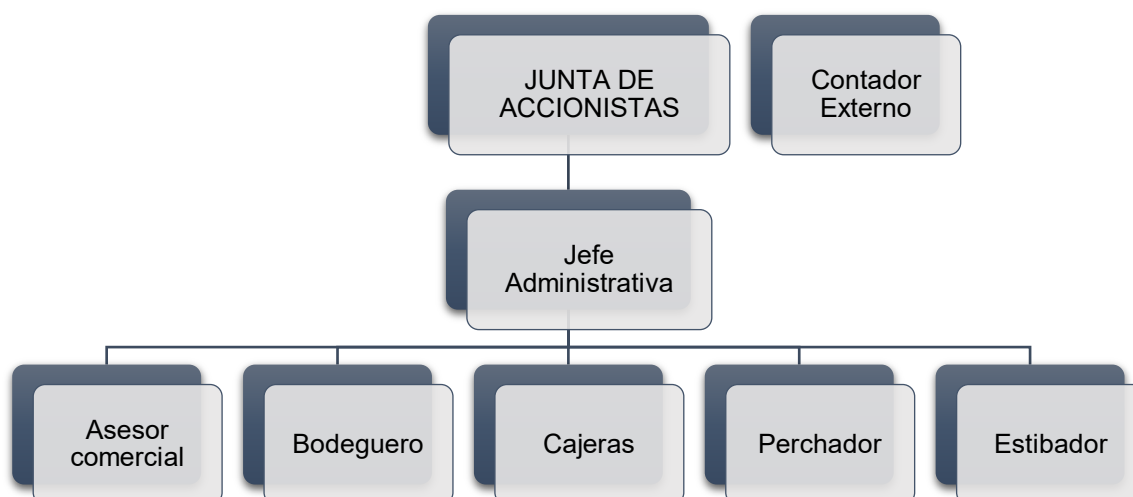 JUNTA DE
ACCIONISTAS
Contador
Externo
Jefe
Administrativa
Asesor
comercial
Bodeguero
Cajeras
Perchador
Estibador